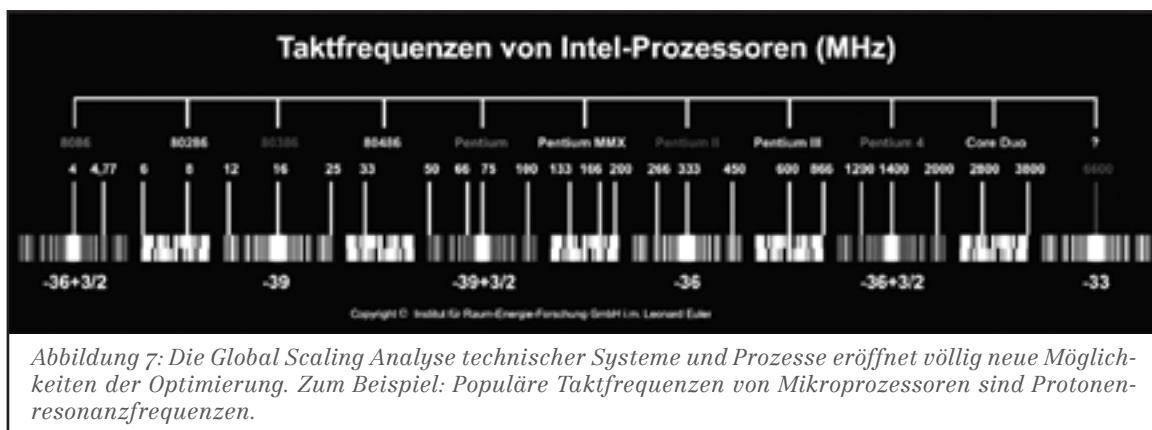 Taktfrequenzen von Intel-Prozessoren (MHz)
8086 80286 80386 80486 Pentium Pentium MMX Pentium II Pentium III Pentium 4 Core Duo ?
4 4,77 6 8 12 16 25 33 50 66 75 100 133 166 200 266 333 450 600 866 1290 1400 2000 2800 3800 6600
-36+3/2 -39 -39+3/2 -36 -36+3/2 -33
Copyright © Institut für Raum-Energie-Forschung GmbH i.m. Leonard Euler
Abbildung 7: Die Global Scaling Analyse technischer Systeme und Prozesse eröffnet völlig neue Möglich-
keiten der Optimierung. Zum Beispiel: Populäre Taktfrequenzen von Mikroprozessoren sind Protonen-
resonanzfrequenzen.